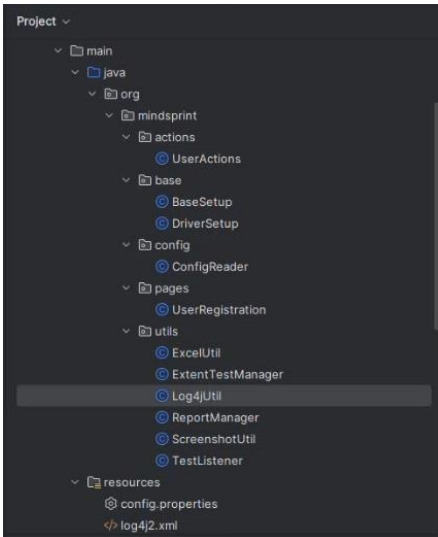 Project
main
java
org
mindsprint
actions
UserActions
base
BaseSetup
DriverSetup
config
ConfigReader
pages
UserRegistration
utils
ExcelUtil
ExtentTestManager
Log4jUtil
ReportManager
ScreenshotUtil
TestListener
resources
config.properties
log4j2.xml